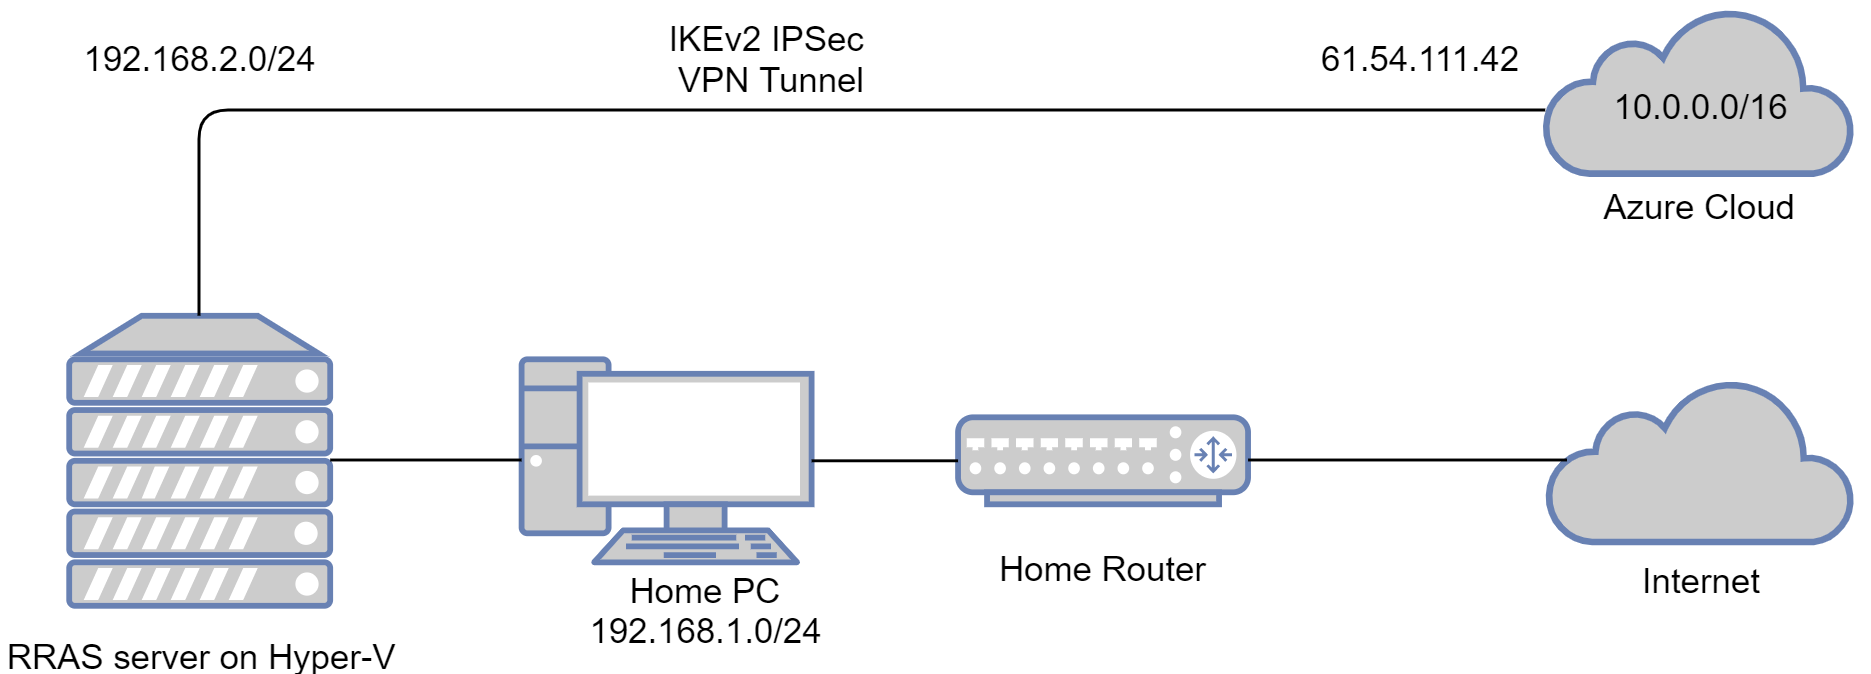 192.168.2.0/24
IKEv2 IPSec
VPN Tunnel
61.54.111.42
10.0.0.0/16
Azure Cloud
Home PC
192.168.1.0/24
Home Router
Internet
RRAS server on Hyper-V